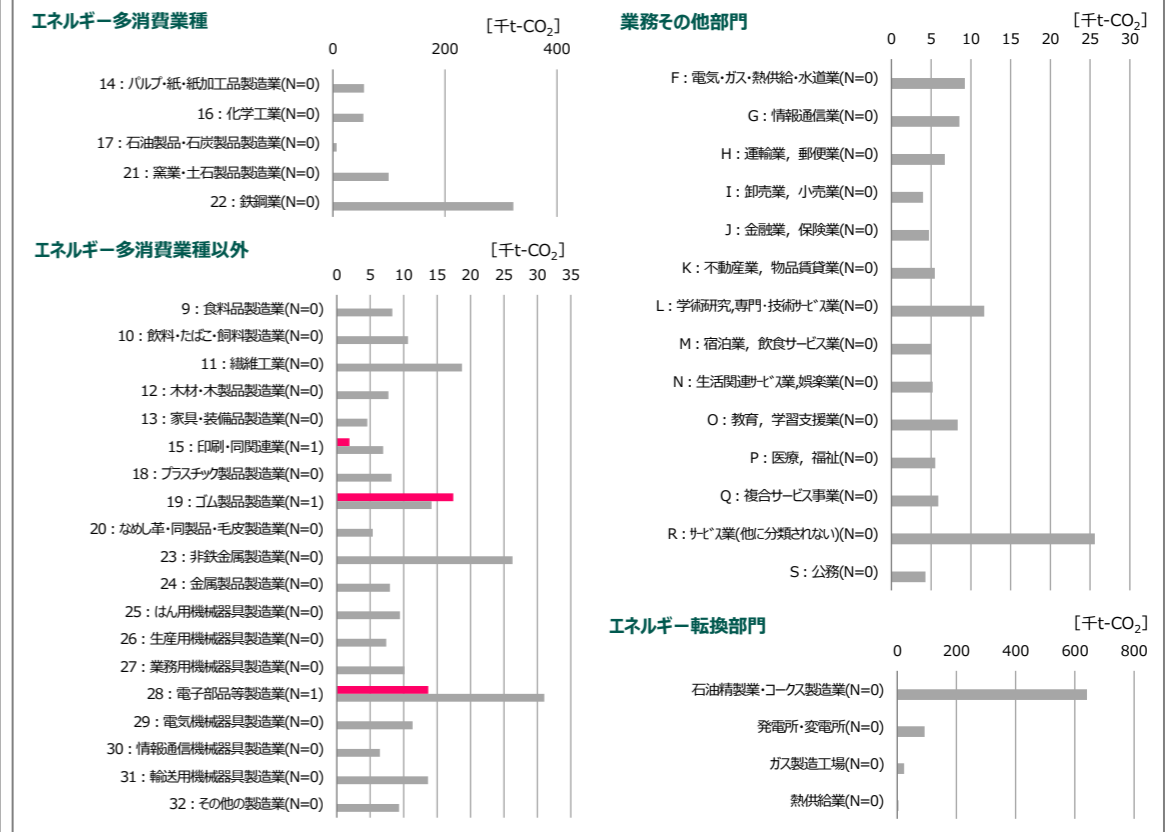 エネルギー多消費業種
[千t-CO₂]
0 200 400
14：パルプ・紙・紙加工品製造業(N=0)
16：化学工業(N=0)
17：石油製品・石炭製品製造業(N=0)
21：窯業・土石製品製造業(N=0)
22：鉄鋼業(N=0)
エネルギー多消費業種以外
[千t-CO₂]
0 5 10 15 20 25 30 35
9：食料品製造業(N=0)
10：飲料・たばこ・飼料製造業(N=0)
11：繊維工業(N=0)
12：木材・木製品製造業(N=0)
13：家具・装備品製造業(N=0)
15：印刷・同関連業(N=1)
18：プラスチック製品製造業(N=0)
19：ゴム製品製造業(N=1)
20：なめし革・同製品・毛皮製造業(N=0)
23：非鉄金属製造業(N=0)
24：金属製品製造業(N=0)
25：はん用機械器具製造業(N=0)
26：生産用機械器具製造業(N=0)
27：業務用機械器具製造業(N=0)
28：電子部品等製造業(N=1)
29：電気機械器具製造業(N=0)
30：情報通信機械器具製造業(N=0)
31：輸送用機械器具製造業(N=0)
32：その他の製造業(N=0)
業務その他部門
[千t-CO₂]
0 5 10 15 20 25 30
F：電気・ガス・熱供給・水道業(N=0)
G：情報通信業(N=0)
H：運輸業，郵便業(N=0)
I：卸売業，小売業(N=0)
J：金融業，保険業(N=0)
K：不動産業，物品賃貸業(N=0)
L：学術研究,専門・技術ｻｰﾋﾞｽ業(N=0)
M：宿泊業，飲食サービス業(N=0)
N：生活関連ｻｰﾋﾞｽ業,娯楽業(N=0)
O：教育，学習支援業(N=0)
P：医療，福祉(N=0)
Q：複合サービス事業(N=0)
R：ｻｰﾋﾞｽ業(他に分類されない)(N=0)
S：公務(N=0)
エネルギー転換部門
[千t-CO₂]
0 200 400 600 800
石油精製業・コークス製造業(N=0)
発電所・変電所(N=0)
ガス製造工場(N=0)
熱供給業(N=0)